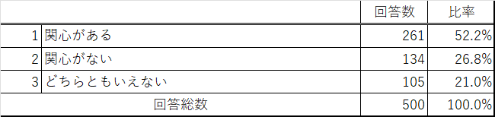 回答数 比率
1 関心がある 261 52.2%
2 関心がない 134 26.8%
3 どちらともいえない 105 21.0%
回答総数 500 100.0%